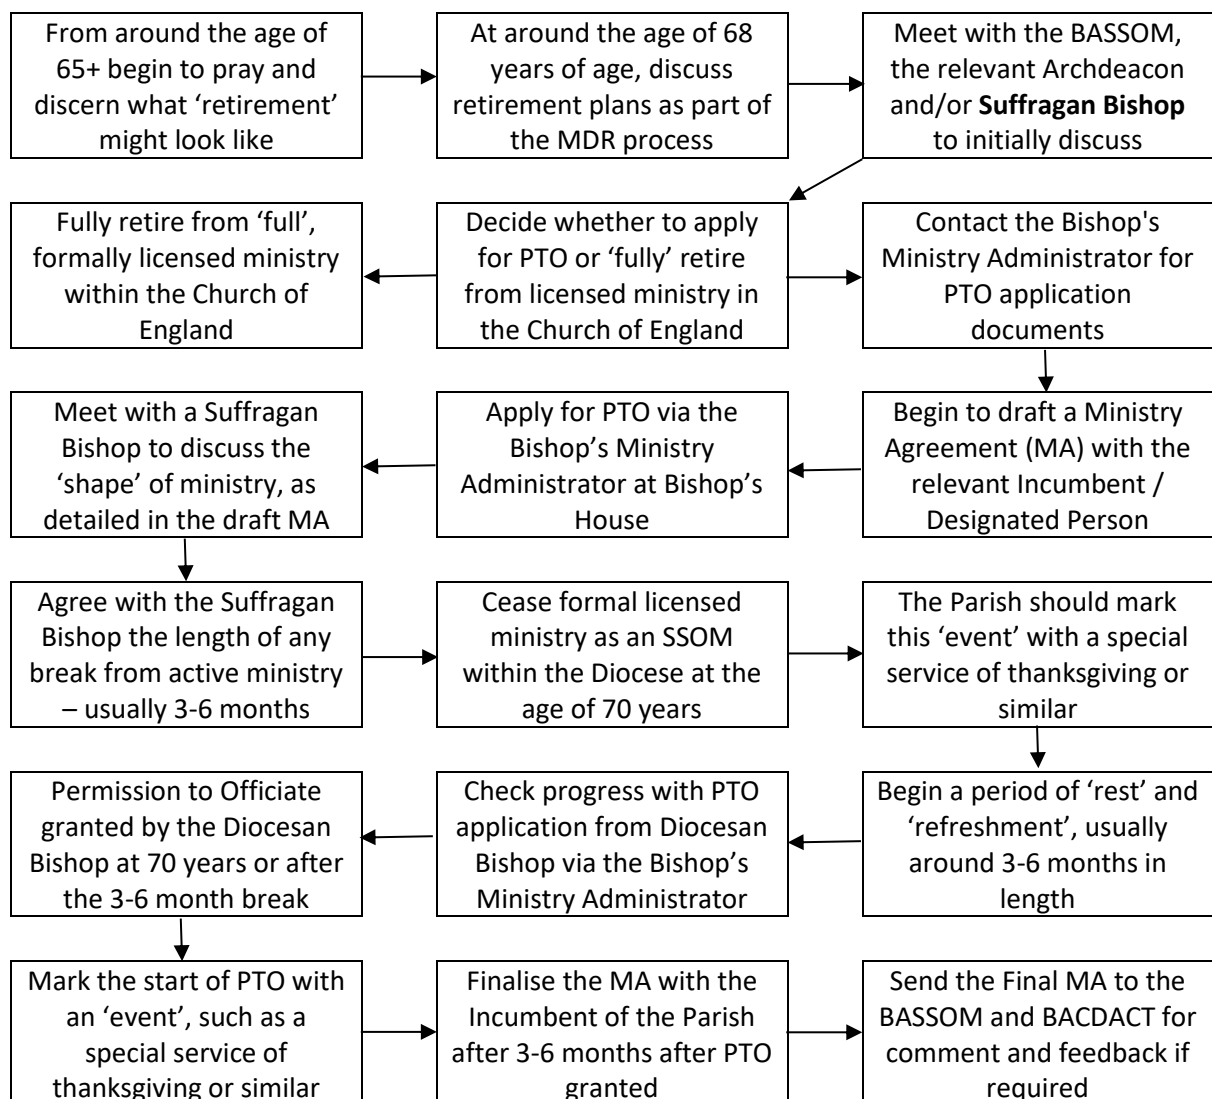 From around the age of
65+ begin to pray and
discern what ‘retirement’
might look like
At around the age of 68
years of age, discuss
retirement plans as part of
the MDR process
Meet with the BASSOM,
the relevant Archdeacon
and/or Suffragan Bishop
to initially discuss
Fully retire from ‘full’,
formally licensed ministry
within the Church of
England
Decide whether to apply
for PTO or ‘fully’ retire
from licensed ministry in
the Church of England
Contact the Bishop's
Ministry Administrator for
PTO application
documents
Meet with a Suffragan
Bishop to discuss the
‘shape’ of ministry, as
detailed in the draft MA
Apply for PTO via the
Bishop’s Ministry
Administrator at Bishop’s
House
Begin to draft a Ministry
Agreement (MA) with the
relevant Incumbent /
Designated Person
Agree with the Suffragan
Bishop the length of any
break from active ministry
– usually 3-6 months
Cease formal licensed
ministry as an SSOM
within the Diocese at the
age of 70 years
The Parish should mark
this ‘event’ with a special
service of thanksgiving or
similar
Permission to Officiate
granted by the Diocesan
Bishop at 70 years or after
the 3-6 month break
Check progress with PTO
application from Diocesan
Bishop via the Bishop’s
Ministry Administrator
Begin a period of ‘rest’ and
‘refreshment’, usually
around 3-6 months in
length
Mark the start of PTO with
an ‘event’, such as a
special service of
thanksgiving or similar
Finalise the MA with the
Incumbent of the Parish
after 3-6 months after PTO
granted
Send the Final MA to the
BASSOM and BACDACT for
comment and feedback if
required